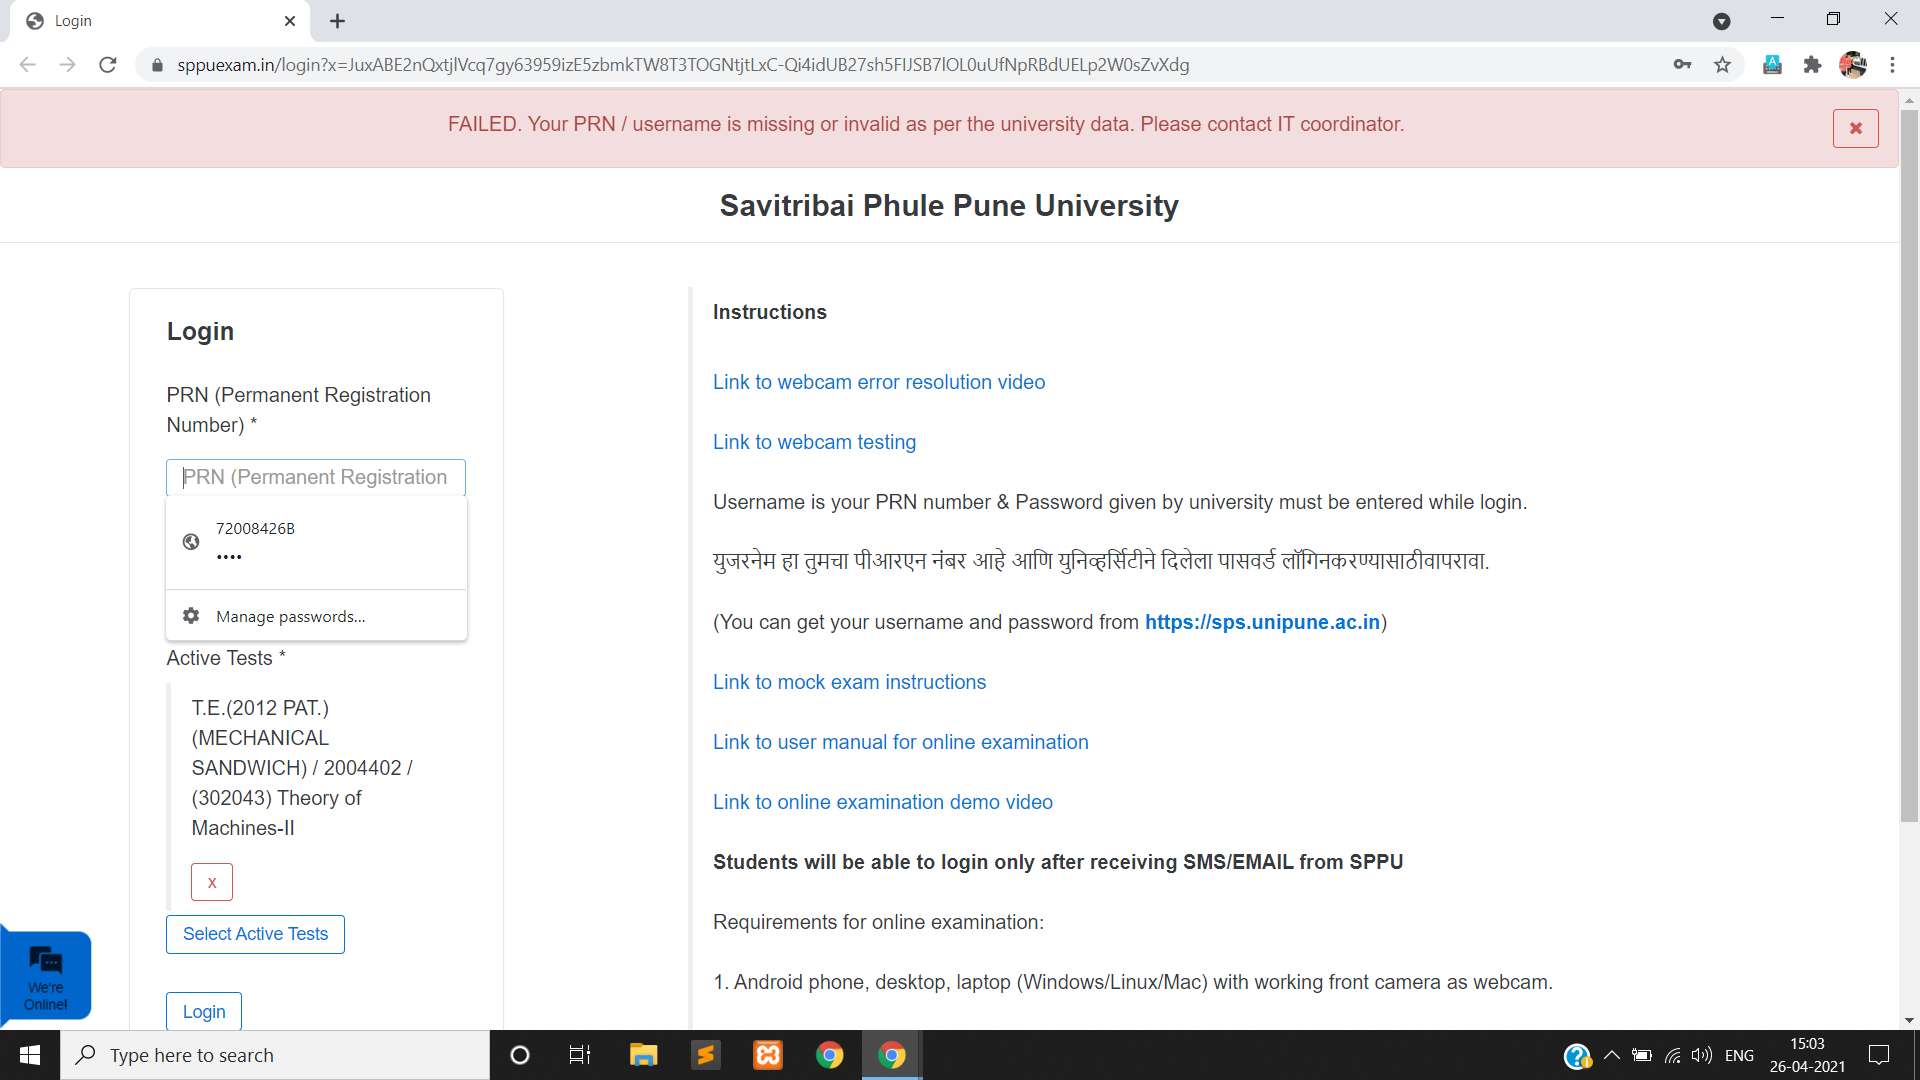 Login
sppuexam.in/login?x=JuxABE2nQxtjlVcq7gy63959izE5zbmkTW8T3TOGNtjtLxC-Qi4idUB27sh5FIJSB7lOL0uUfNpRBdUELp2W0sZvXdg
FAILED. Your PRN / username is missing or invalid as per the university data. Please contact IT coordinator.
Savitribai Phule Pune University
Login
PRN (Permanent Registration
Number) *
PRN (Permanent Registration
72008426B
••••
Manage passwords...
Active Tests *
T.E.(2012 PAT.)
(MECHANICAL
SANDWICH) / 2004402 /
(302043) Theory of
Machines-II
x
Select Active Tests
Login
We're
Online!
Instructions
Link to webcam error resolution video
Link to webcam testing
Username is your PRN number & Password given by university must be entered while login.
युजरनेम हा तुमचा पीआरएन नंबर आहे आणि युनिव्हर्सिटीने दिलेला पासवर्ड लॉगिनकरण्यासाठीवापरावा.
(You can get your username and password from https://sps.unipune.ac.in)
Link to mock exam instructions
Link to user manual for online examination
Link to online examination demo video
Students will be able to login only after receiving SMS/EMAIL from SPPU
Requirements for online examination:
1. Android phone, desktop, laptop (Windows/Linux/Mac) with working front camera as webcam.
Type here to search
ENG
15:03
26-04-2021